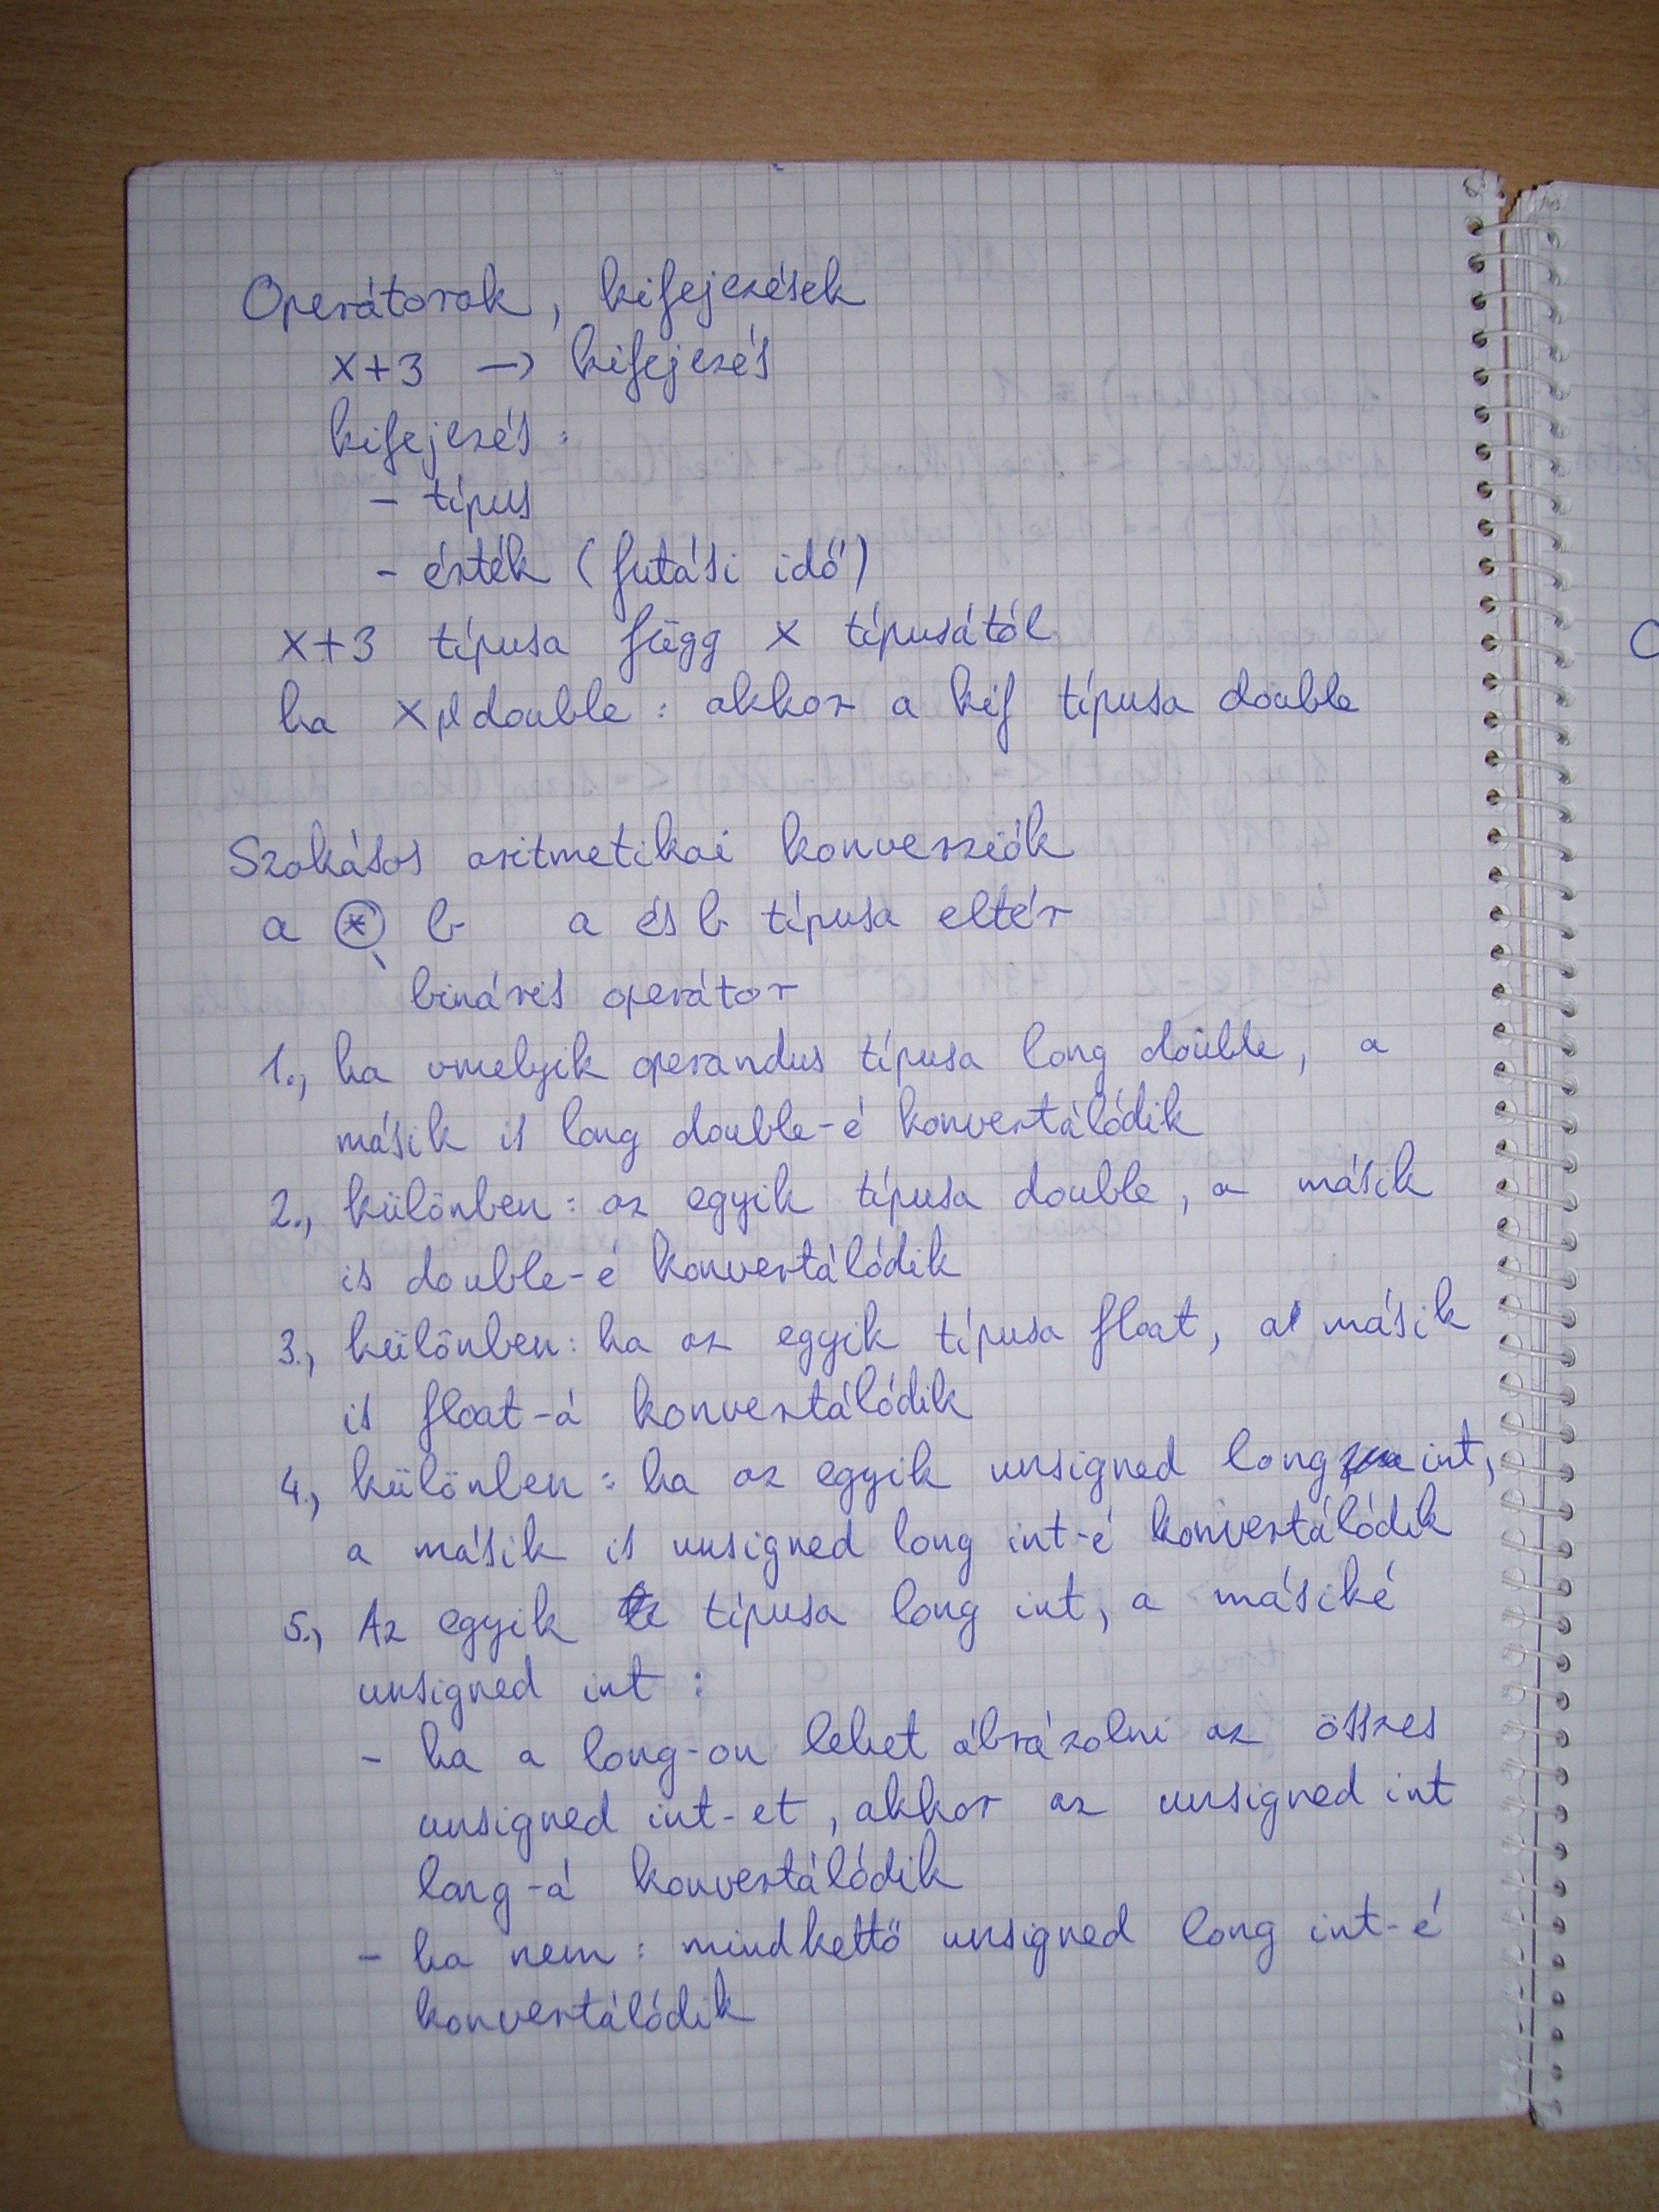 Operátorok, kifejezések
x+3 → kifejezés
kifejezés:
- típus
- érték (futási idő)
x+3 típusa függ x típusától
ha x double: akkor a kif típusa double
Szokásos aritmetikai konverziók
a * b a és b típusa eltér
bináris operátor
1., ha vmelyik operandus típusa long double, a
másik is long double-é konvertálódik
2., különben: az egyik típusa double, a másik
is double-é konvertálódik
3., különben: ha az egyik típusa float, a másik
is float-á konvertálódik
4., különben: ha az egyik unsigned long int,
a másik is unsigned long int-é konvertálódik
5., Az egyik típusa long int, a másiké
unsigned int:
- ha a long-on lehet ábrázolni az összes
unsigned int-et, akkor az unsigned int
long-á konvertálódik
- ha nem: mindkettő unsigned long int-é
konvertálódik